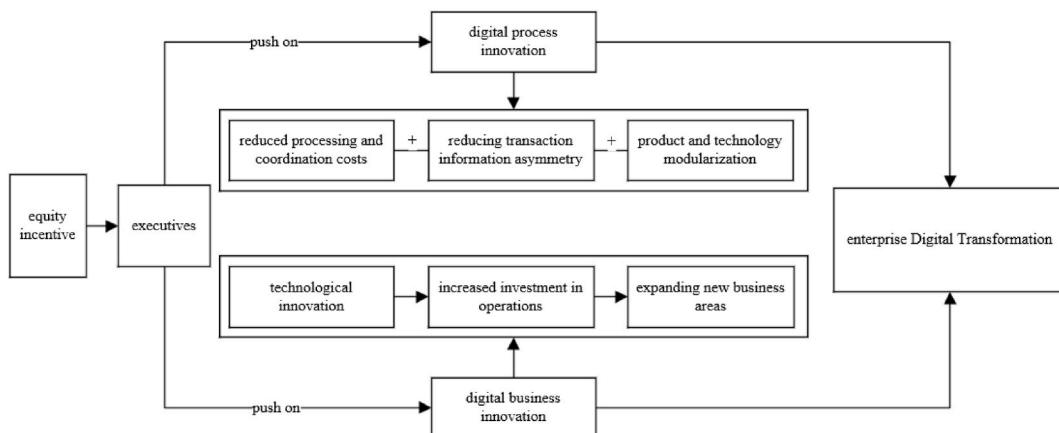 digital process
innovation
push on
reduced processing and
coordination costs
+
reducing transaction
information asymmetry
+
product and technology
modularization
equity
incentive
executives
enterprise Digital Transformation
technological
innovation
increased investment in
operations
expanding new business
areas
push on
digital business
innovation